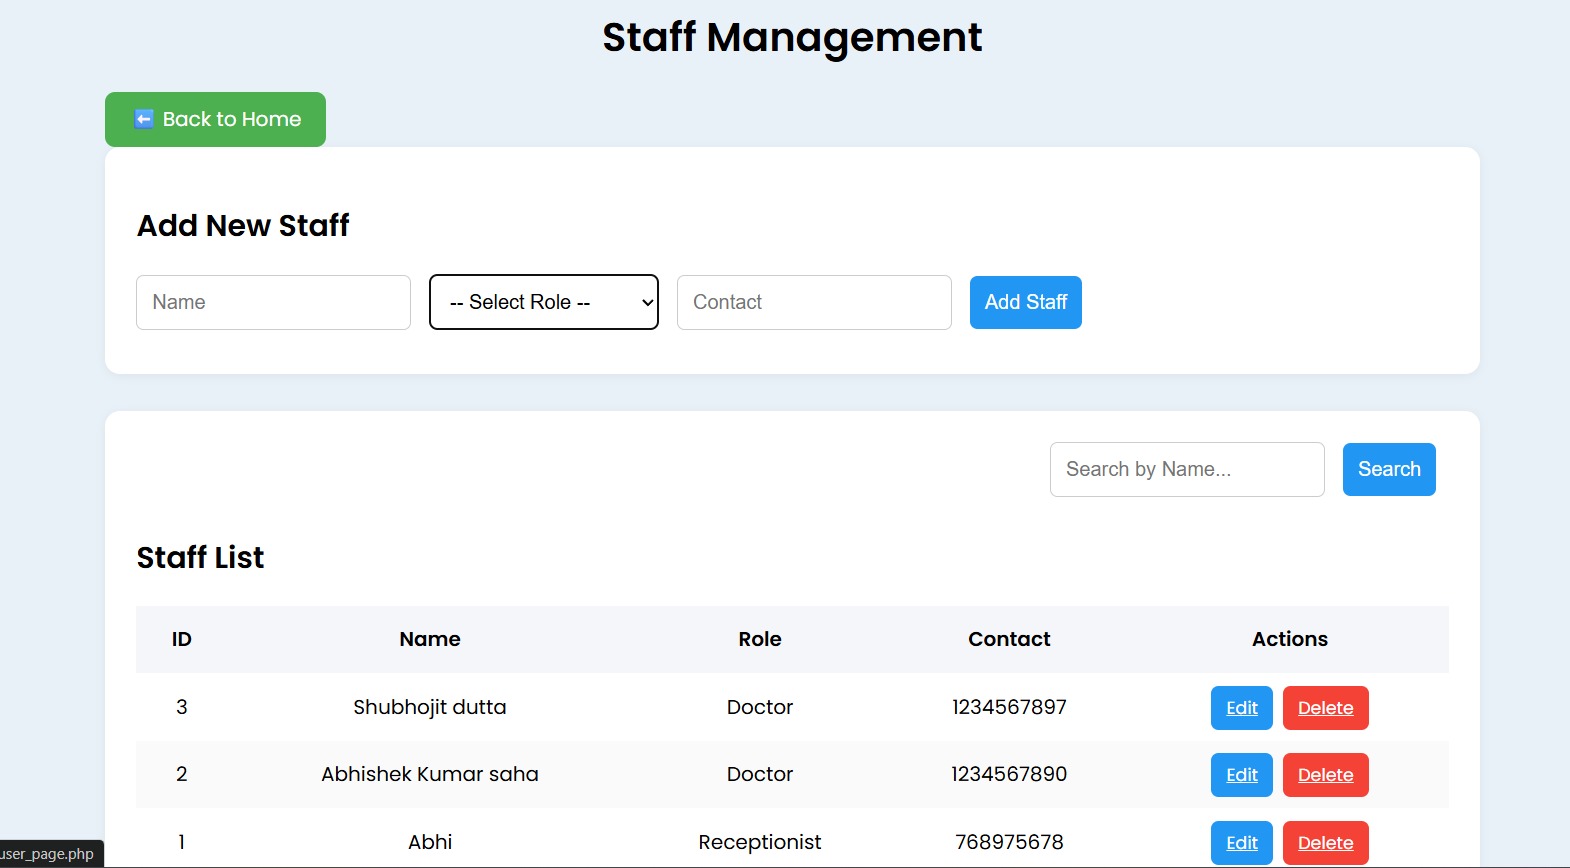 Staff Management
Back to Home
Add New Staff
Name -- Select Role -- Contact Add Staff
Search by Name... Search
Staff List
ID Name Role Contact Actions
3 Shubhojit dutta Doctor 1234567897 Edit Delete
2 Abhishek Kumar saha Doctor 1234567890 Edit Delete
1 Abhi Receptionist 768975678 Edit Delete
user_page.php